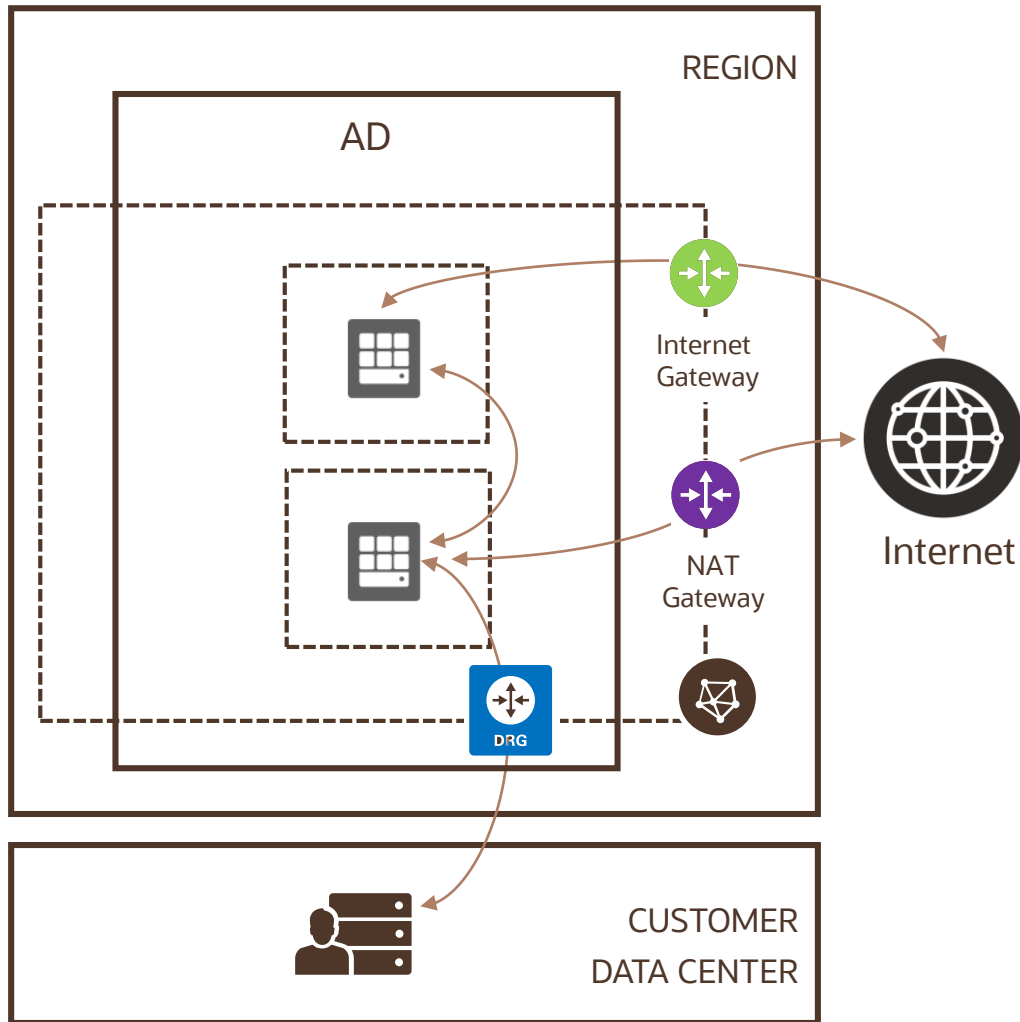 REGION
AD
Internet
Gateway
Internet
NAT
Gateway
DRG
CUSTOMER
DATA CENTER